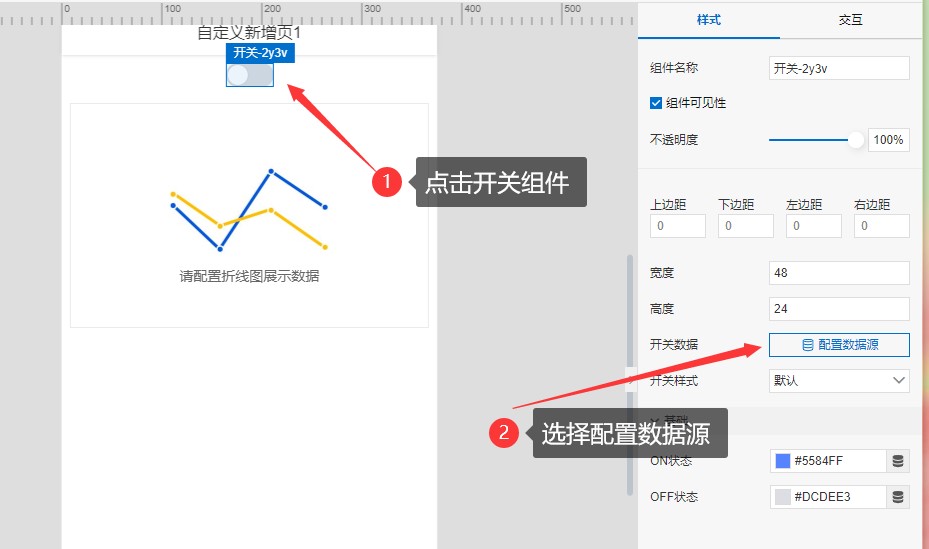 0 100 200 300 400 500
自定义新增页1
开关-2y3v
1
点击开关组件
请配置折线图展示数据
样式 交互
组件名称 开关-2y3v
组件可见性
不透明度 100%
上边距 下边距 左边距 右边距
0 0 0 0
宽度 48
高度 24
开关数据 配置数据源
开关样式 默认
2
选择配置数据源
基础
ON状态 #5584FF
OFF状态 #DCDEE3